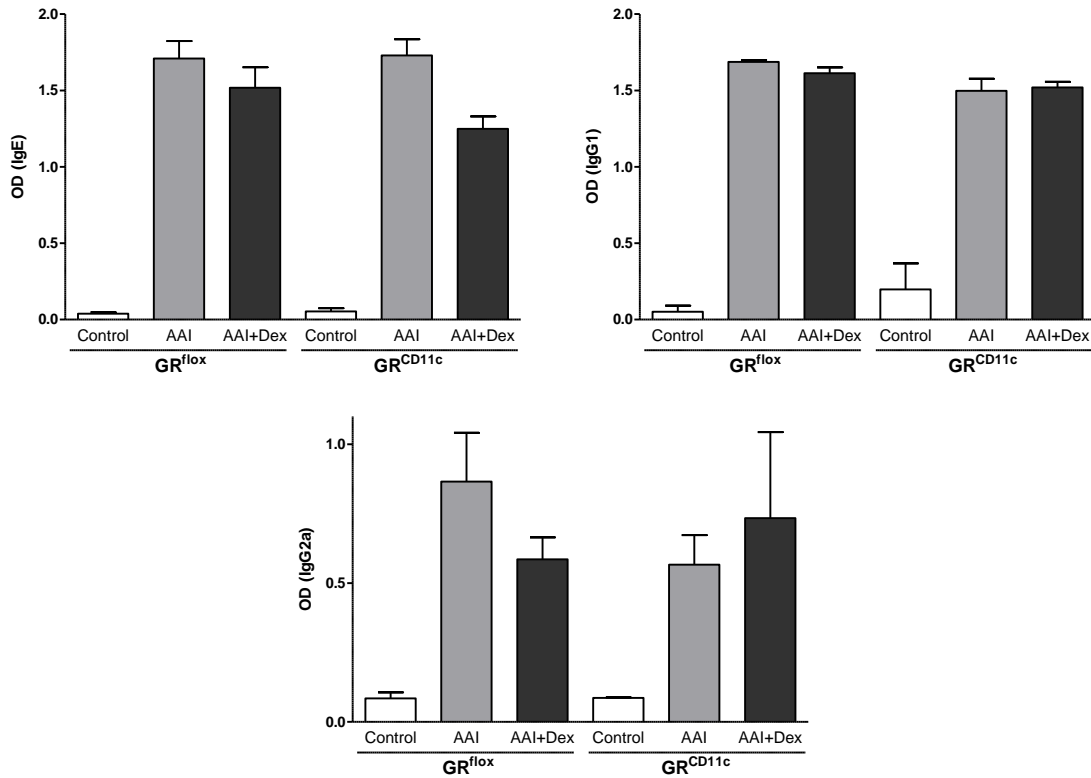 2.0
1.5
1.0
0.5
0.0
OD (IgE)
Control AAI AAI+Dex Control AAI AAI+Dex
GRflox GRCD11c
2.0
1.5
1.0
0.5
0.0
OD (IgG1)
Control AAI AAI+Dex Control AAI AAI+Dex
GRflox GRCD11c
1.0
0.5
0.0
OD (IgG2a)
Control AAI AAI+Dex Control AAI AAI+Dex
GRflox GRCD11c